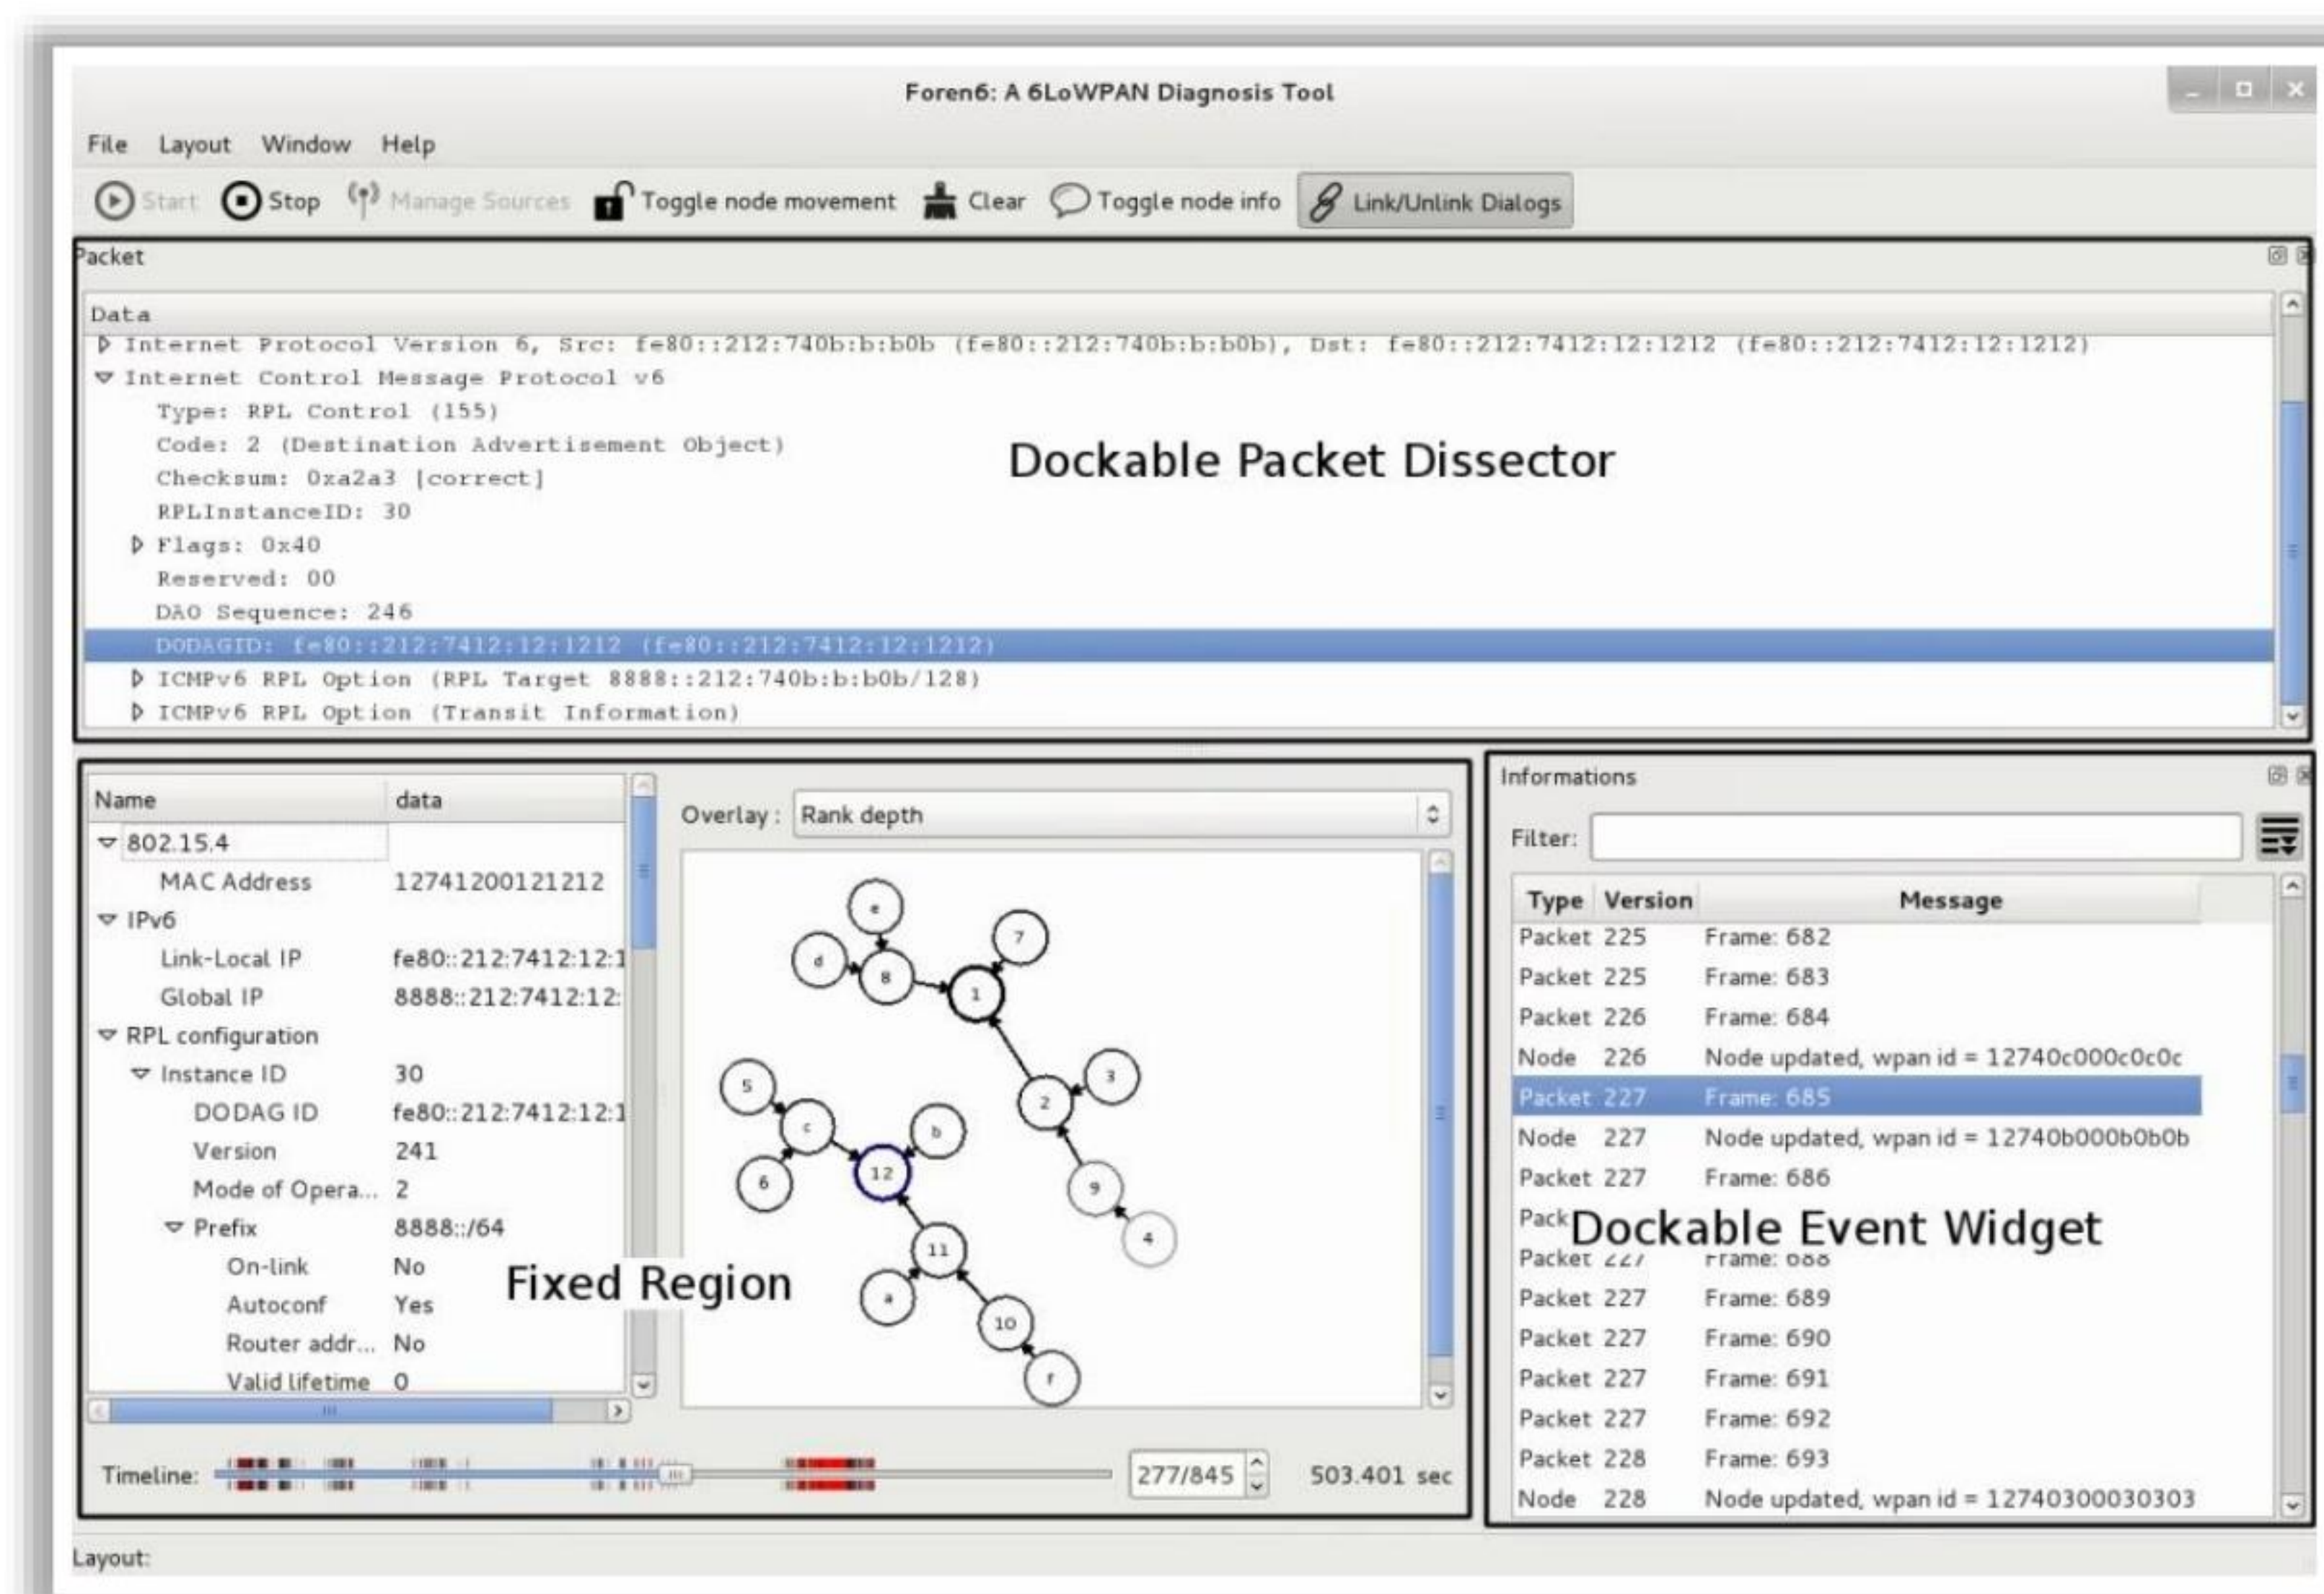 Foren6: A 6LoWPAN Diagnosis Tool
File Layout Window Help
Start Stop Manage Sources Toggle node movement Clear Toggle node info Link/Unlink Dialogs
Packet
Data
Internet Protocol Version 6, Src: fe80::212:740b:b:b0b (fe80::212:740b:b:b0b), Dst: fe80::212:7412:12:1212 (fe80::212:7412:12:1212)
Internet Control Message Protocol v6
Type: RPL Control (155)
Code: 2 (Destination Advertisement Object)
Checksum: 0xa2a3 [correct]
RPLInstanceID: 30
Flags: 0x40
Reserved: 00
DAO Sequence: 246
DODAGID: fe80::212:7412:12:1212 (fe80::212:7412:12:1212)
ICMPv6 RPL Option (RPL Target 8888::212:740b:b:b0b/128)
ICMPv6 RPL Option (Transit Information)
Dockable Packet Dissector
Name data
802.15.4
MAC Address 12741200121212
IPv6
Link-Local IP fe80::212:7412:12:1
Global IP 8888::212:7412:12:
RPL configuration
Instance ID 30
DODAG ID fe80::212:7412:12:1
Version 241
Mode of Opera... 2
Prefix 8888::/64
On-link No
Autoconf Yes
Router addr... No
Valid lifetime 0
Fixed Region
Overlay : Rank depth
e
7
d
8
1
5
3
2
c
b
12
6
9
4
11
a
10
f
Timeline: 277/845 503.401 sec
Informations
Filter:
Type Version Message
Packet 225 Frame: 682
Packet 225 Frame: 683
Packet 226 Frame: 684
Node 226 Node updated, wpan id = 12740c000c0c0c
Packet 227 Frame: 685
Node 227 Node updated, wpan id = 12740b000b0b0b
Packet 227 Frame: 686
Pack
Dockable Event Widget
Packet 227 Frame: 688
Packet 227 Frame: 689
Packet 227 Frame: 690
Packet 227 Frame: 691
Packet 227 Frame: 692
Packet 228 Frame: 693
Node 228 Node updated, wpan id = 12740300030303
Layout: